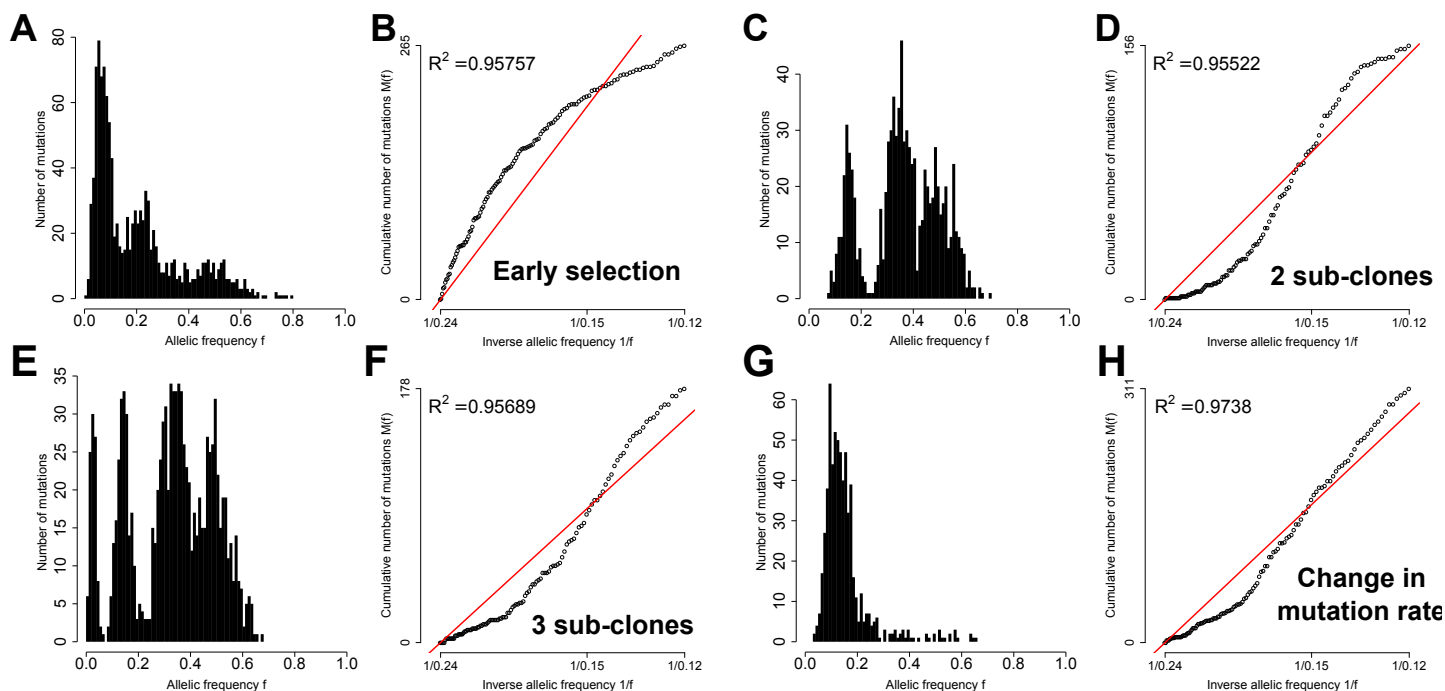 A
Number of mutations
80
60
40
20
0
0.0 0.2 0.4 0.6 0.8 1.0
Allelic frequency f
B
Cumulative number of mutations M(f)
265
0
R² =0.95757
Early selection
1/0.24 1/0.15 1/0.12
Inverse allelic frequency 1/f
C
Number of mutations
40
30
20
10
0
0.0 0.2 0.4 0.6 0.8 1.0
Allelic frequency f
D
Cumulative number of mutations M(f)
156
0
R² =0.95522
2 sub-clones
1/0.24 1/0.15 1/0.12
Inverse allelic frequency 1/f
E
Number of mutations
35
30
25
20
15
10
5
0
0.0 0.2 0.4 0.6 0.8 1.0
Allelic frequency f
F
Cumulative number of mutations M(f)
178
0
R² =0.95689
3 sub-clones
1/0.24 1/0.15 1/0.12
Inverse allelic frequency 1/f
G
Number of mutations
60
50
40
30
20
10
0
0.0 0.2 0.4 0.6 0.8 1.0
Allelic frequency f
H
Cumulative number of mutations M(f)
311
0
R² =0.9738
Change in
mutation rate
1/0.24 1/0.15 1/0.12
Inverse allelic frequency 1/f